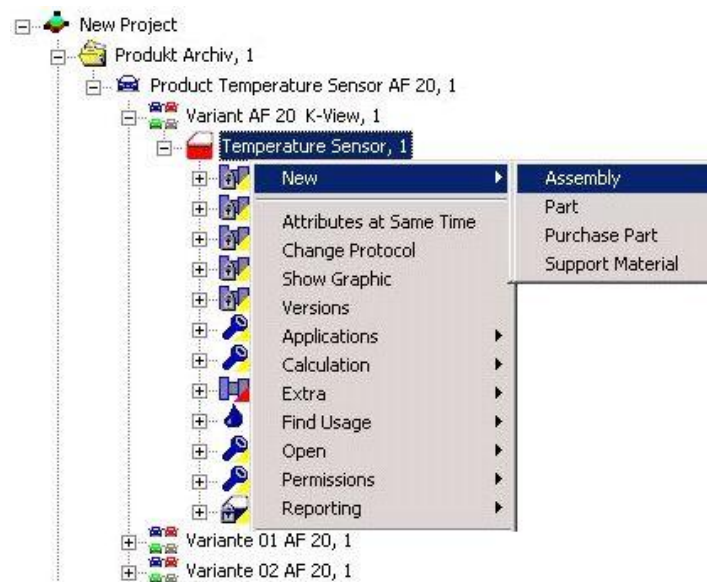 New Project
Produkt Archiv, 1
Product Temperature Sensor AF 20, 1
Variant AF 20 K-View, 1
Temperature Sensor, 1
New
Assembly
Part
Purchase Part
Support Material
Attributes at Same Time
Change Protocol
Show Graphic
Versions
Applications
Calculation
Extra
Find Usage
Open
Permissions
Reporting
Variante 01 AF 20, 1
Variante 02 AF 20, 1